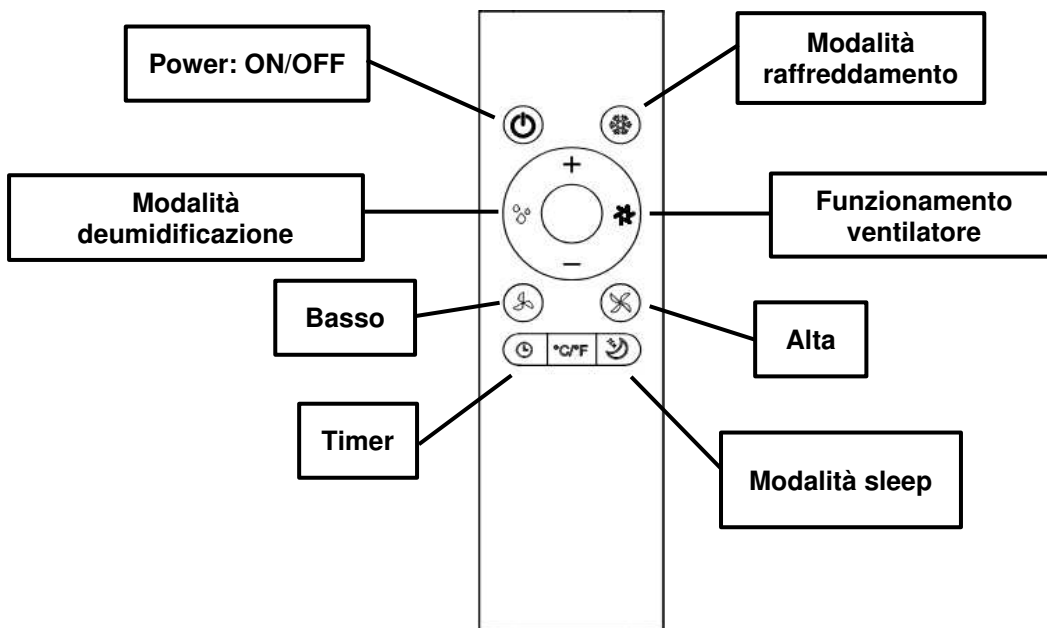 Power: ON/OFF
Modalità
raffreddamento
+
Modalità
deumidificazione
Funzionamento
ventilatore
−
Basso
Alta
°C/°F
Timer
Modalità sleep